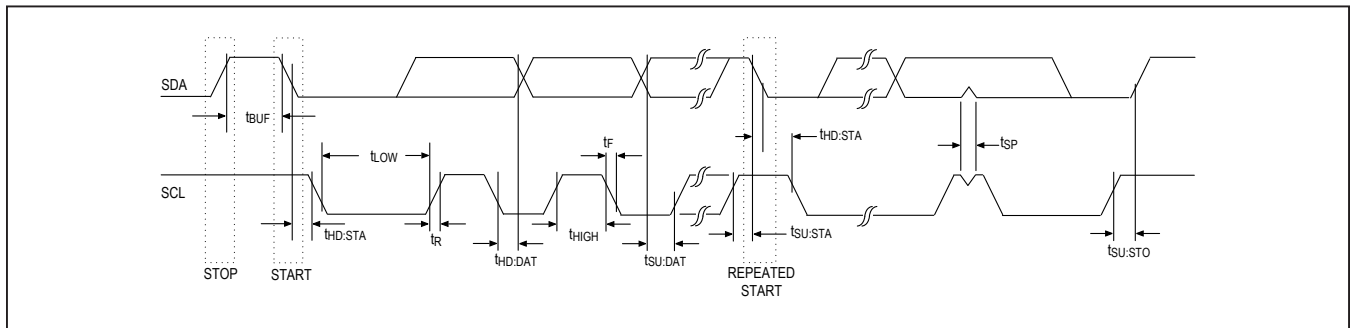 SDA
tBUF
tLOW
tF
tHD:STA
tSP
SCL
tHD:STA
tR
tHD:DAT
tHIGH
tSU:DAT
tSU:STA
tSU:STO
STOP
START
REPEATED
START